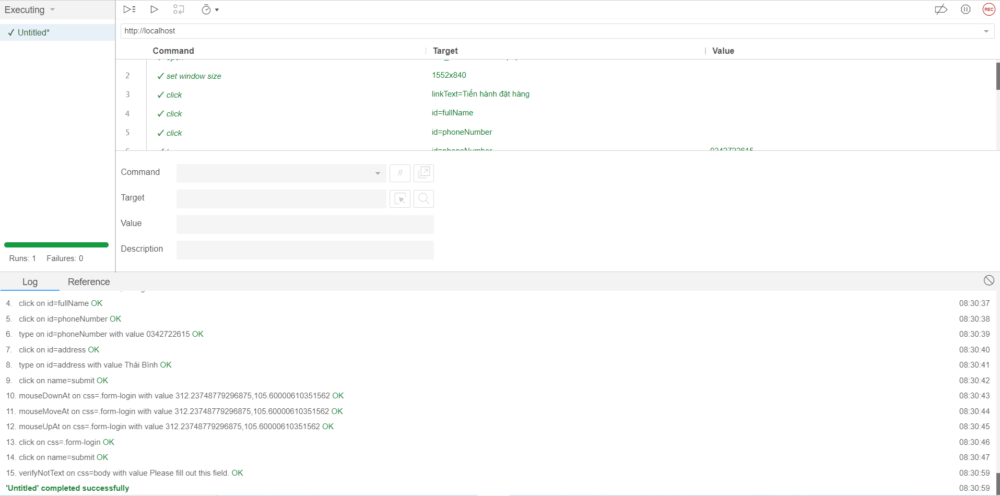 Executing
REC
✓ Untitled*
http://localhost
Command Target Value
2 ✓ set window size 1552x840
3 ✓ click linkText=Tiến hành đặt hàng
4 ✓ click id=fullName
5 ✓ click id=phoneNumber
id=phoneNumber 0342722615
Command //
Target
Value
Description
Runs: 1 Failures: 0
Log Reference
4. click on id=fullName OK 08:30:37
5. click on id=phoneNumber OK 08:30:38
6. type on id=phoneNumber with value 0342722615 OK 08:30:39
7. click on id=address OK 08:30:40
8. type on id=address with value Thái Bình OK 08:30:41
9. click on name=submit OK 08:30:42
10. mouseDownAt on css=.form-login with value 312.23748779296875,105.60000610351562 OK 08:30:43
11. mouseMoveAt on css=.form-login with value 312.23748779296875,105.60000610351562 OK 08:30:44
12. mouseUpAt on css=.form-login with value 312.23748779296875,105.60000610351562 OK 08:30:45
13. click on css=.form-login OK 08:30:46
14. click on name=submit OK 08:30:47
15. verifyNotText on css=body with value Please fill out this field. OK 08:30:59
'Untitled' completed successfully 08:30:59